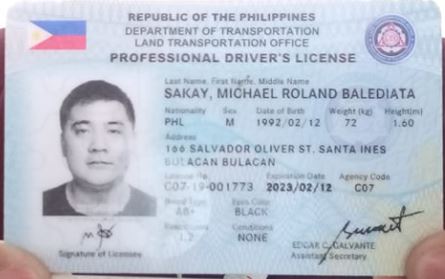 REPUBLIC OF THE PHILIPPINES
DEPARTMENT OF TRANSPORTATION
LAND TRANSPORTATION OFFICE
PROFESSIONAL DRIVER'S LICENSE
Last Name. First Name. Middle Name
SAKAY, MICHAEL ROLAND BALEDIATA
Nationality Sex Date of Birth Weight (kg) Height(m)
PHL M 1992/02/12 72 1.60
Address
166 SALVADOR OLIVER ST. SANTA INES
BULACAN BULACAN
License No. Expiration Date Agency Code
C07-19-001773 2023/02/12 C07
Blood Type Eyes Color
AB+ BLACK
Restrictions Conditions
1,2 NONE
Signature of Licensee
EDGAR C. GALVANTE
Assistant Secretary